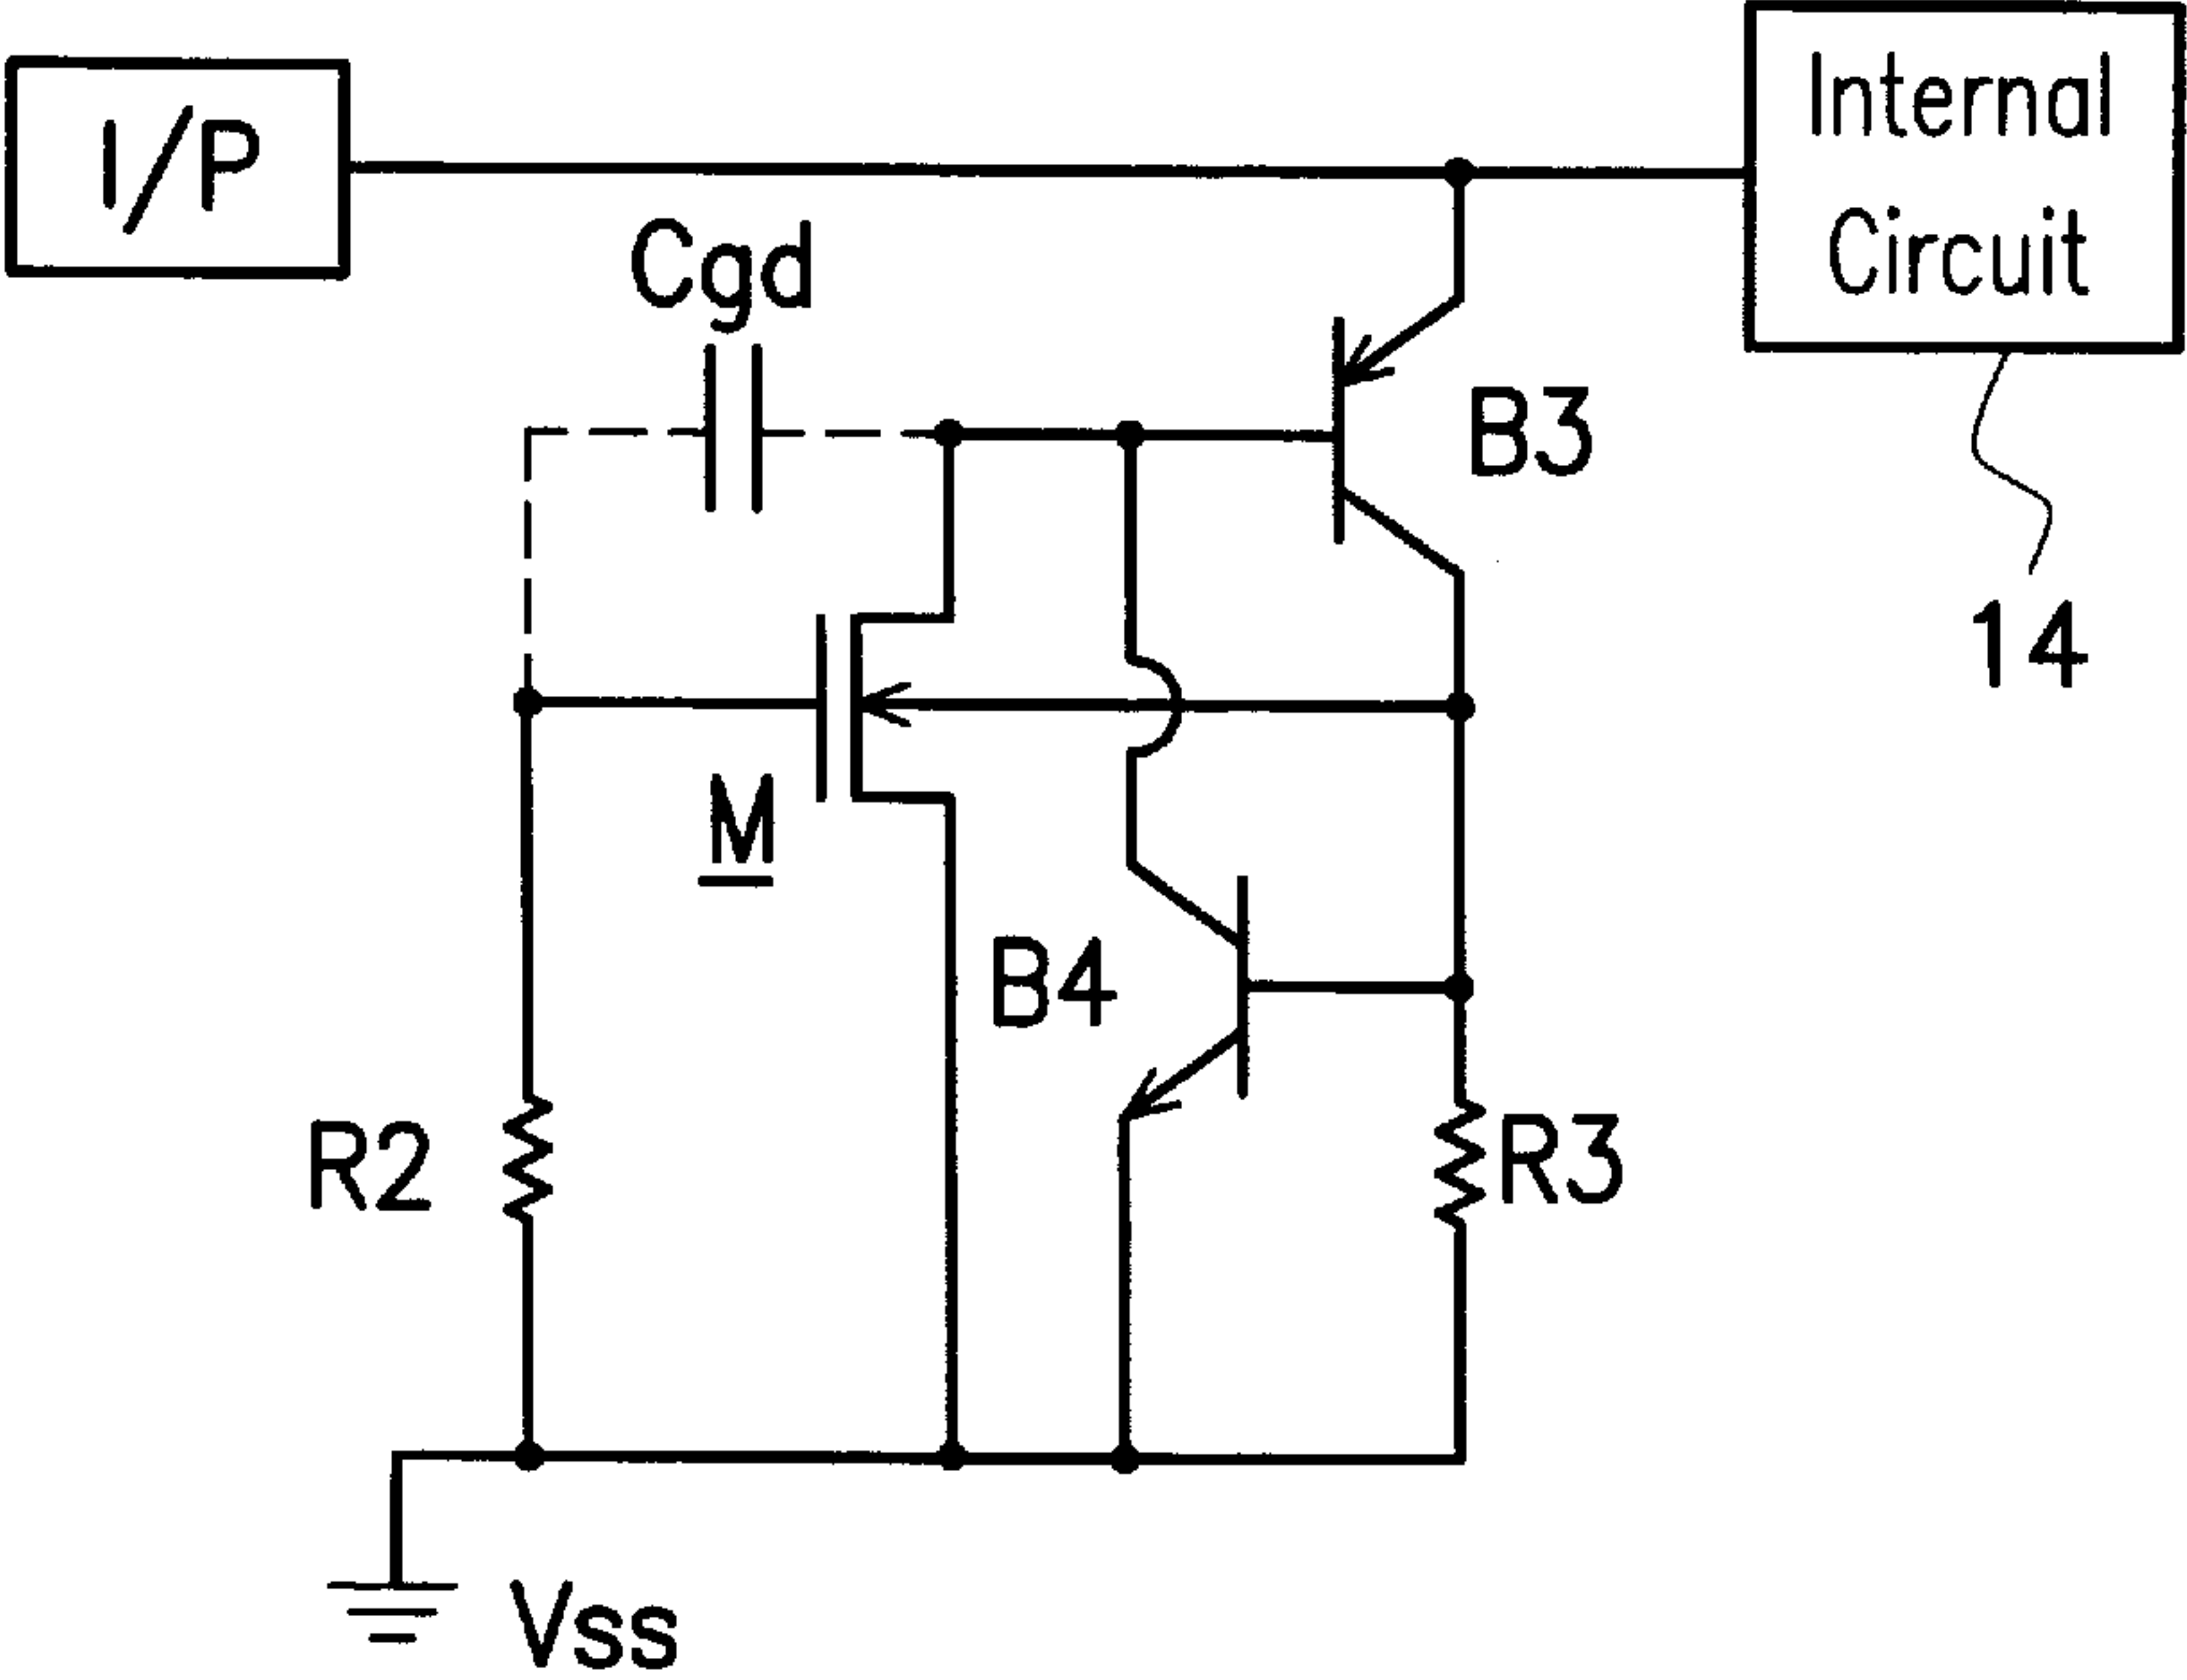 I/P
Internal
Circuit
Cgd
B3
14
M
B4
R2
R3
Vss